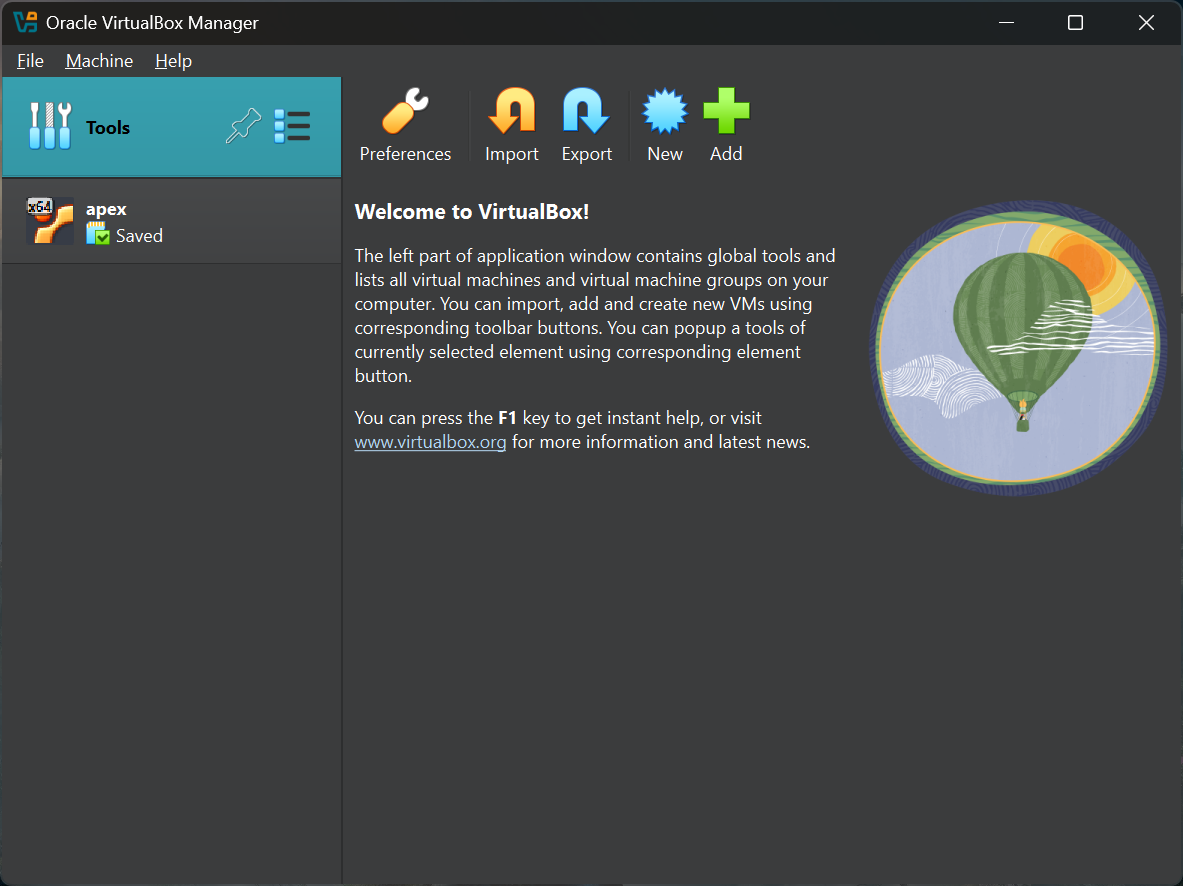 Oracle VirtualBox Manager
File Machine Help
Tools
Preferences Import Export New Add
x64
apex
Saved
Welcome to VirtualBox!
The left part of application window contains global tools and
lists all virtual machines and virtual machine groups on your
computer. You can import, add and create new VMs using
corresponding toolbar buttons. You can popup a tools of
currently selected element using corresponding element
button.
You can press the F1 key to get instant help, or visit
www.virtualbox.org for more information and latest news.